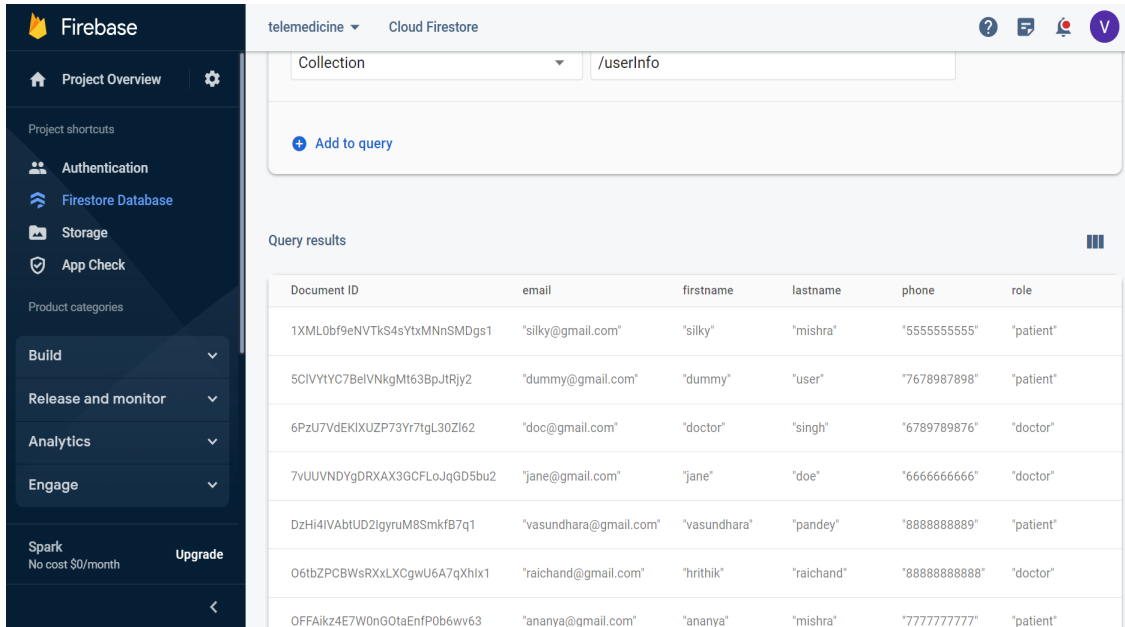 Firebase
telemedicine Cloud Firestore
V
Project Overview
Collection /userInfo
Project shortcuts
Add to query
Authentication
Firestore Database
Storage
App Check
Query results
Product categories
Document ID email firstname lastname phone role
1XML0bf9eNVTkS4sYtxMNnSMDgs1 "silky@gmail.com" "silky" "mishra" "5555555555" "patient"
Build
5ClVYtYC7BelVNkgMt63BpJtRjy2 "dummy@gmail.com" "dummy" "user" "7678987898" "patient"
Release and monitor
6PzU7VdEKlXUZP73Yr7tgL30Zl62 "doc@gmail.com" "doctor" "singh" "6789789876" "doctor"
Analytics
7vUUVNDYgDRXAX3GCFLoJqGD5bu2 "jane@gmail.com" "jane" "doe" "6666666666" "doctor"
Engage
DzHi4IVAbtUD2IgyruM8SmkfB7q1 "vasundhara@gmail.com" "vasundhara" "pandey" "8888888889" "patient"
Spark
No cost $0/month
Upgrade
O6tbZPCBWsRXxLXCgwU6A7qXhIx1 "raichand@gmail.com" "hrithik" "raichand" "88888888888" "doctor"
OFFAikz4E7W0nGOtaEnfP0b6wv63 "ananya@gmail.com" "ananya" "mishra" "7777777777" "patient"